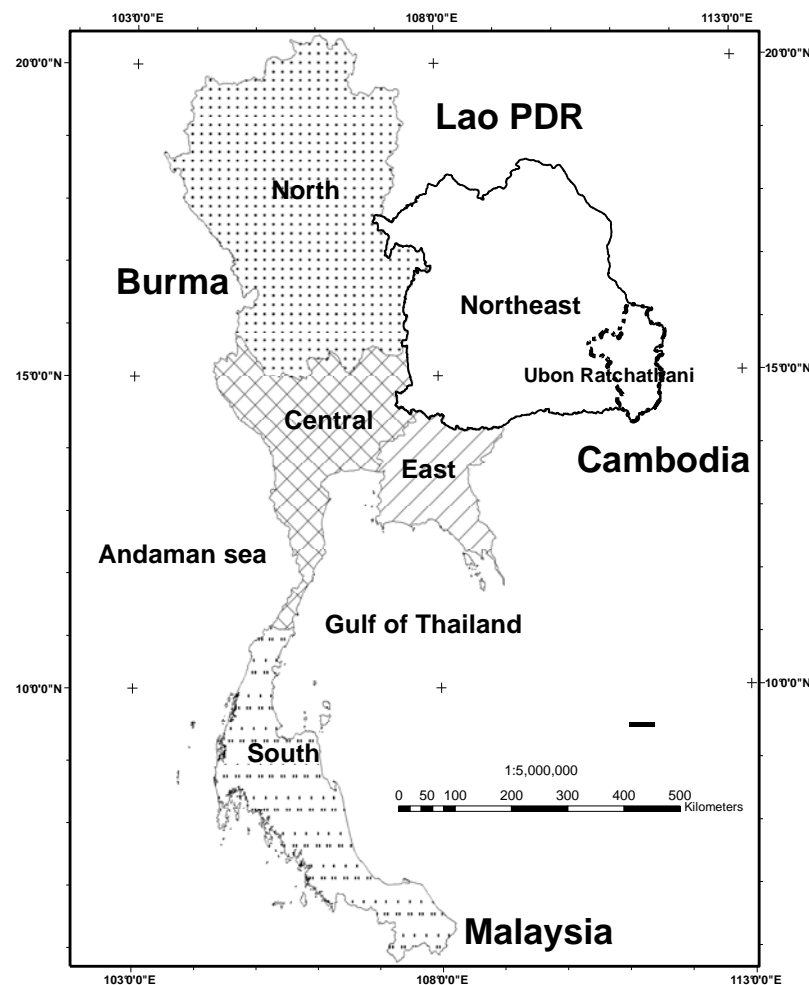 103'0'0"E 108'0'0"E 113'0'0"E
20'0'0"N 20'0'0"N
Lao PDR
North
Burma
Northeast
15'0'0"N 15'0'0"N
Ubon Ratchathani
Central
East
Cambodia
Andaman sea
Gulf of Thailand
10'0'0"N 10'0'0"N
South
1:5,000,000
0 50 100 200 300 400 500
Kilometers
Malaysia
103'0'0"E 108'0'0"E 113'0'0"E